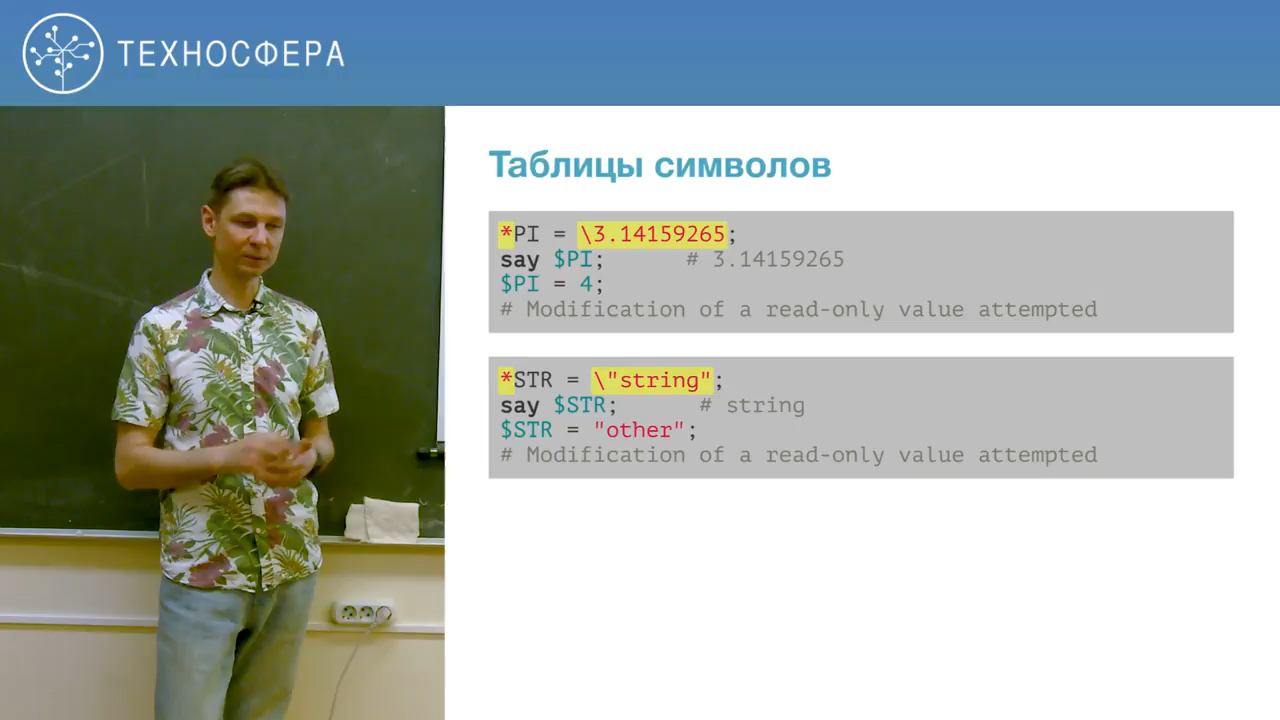 ТЕХНОСФЕРА
Таблицы символов
*PI = \3.14159265;
say $PI;      # 3.14159265
$PI = 4;
# Modification of a read-only value attempted
*STR = \"string";
say $STR;      # string
$STR = "other";
# Modification of a read-only value attempted